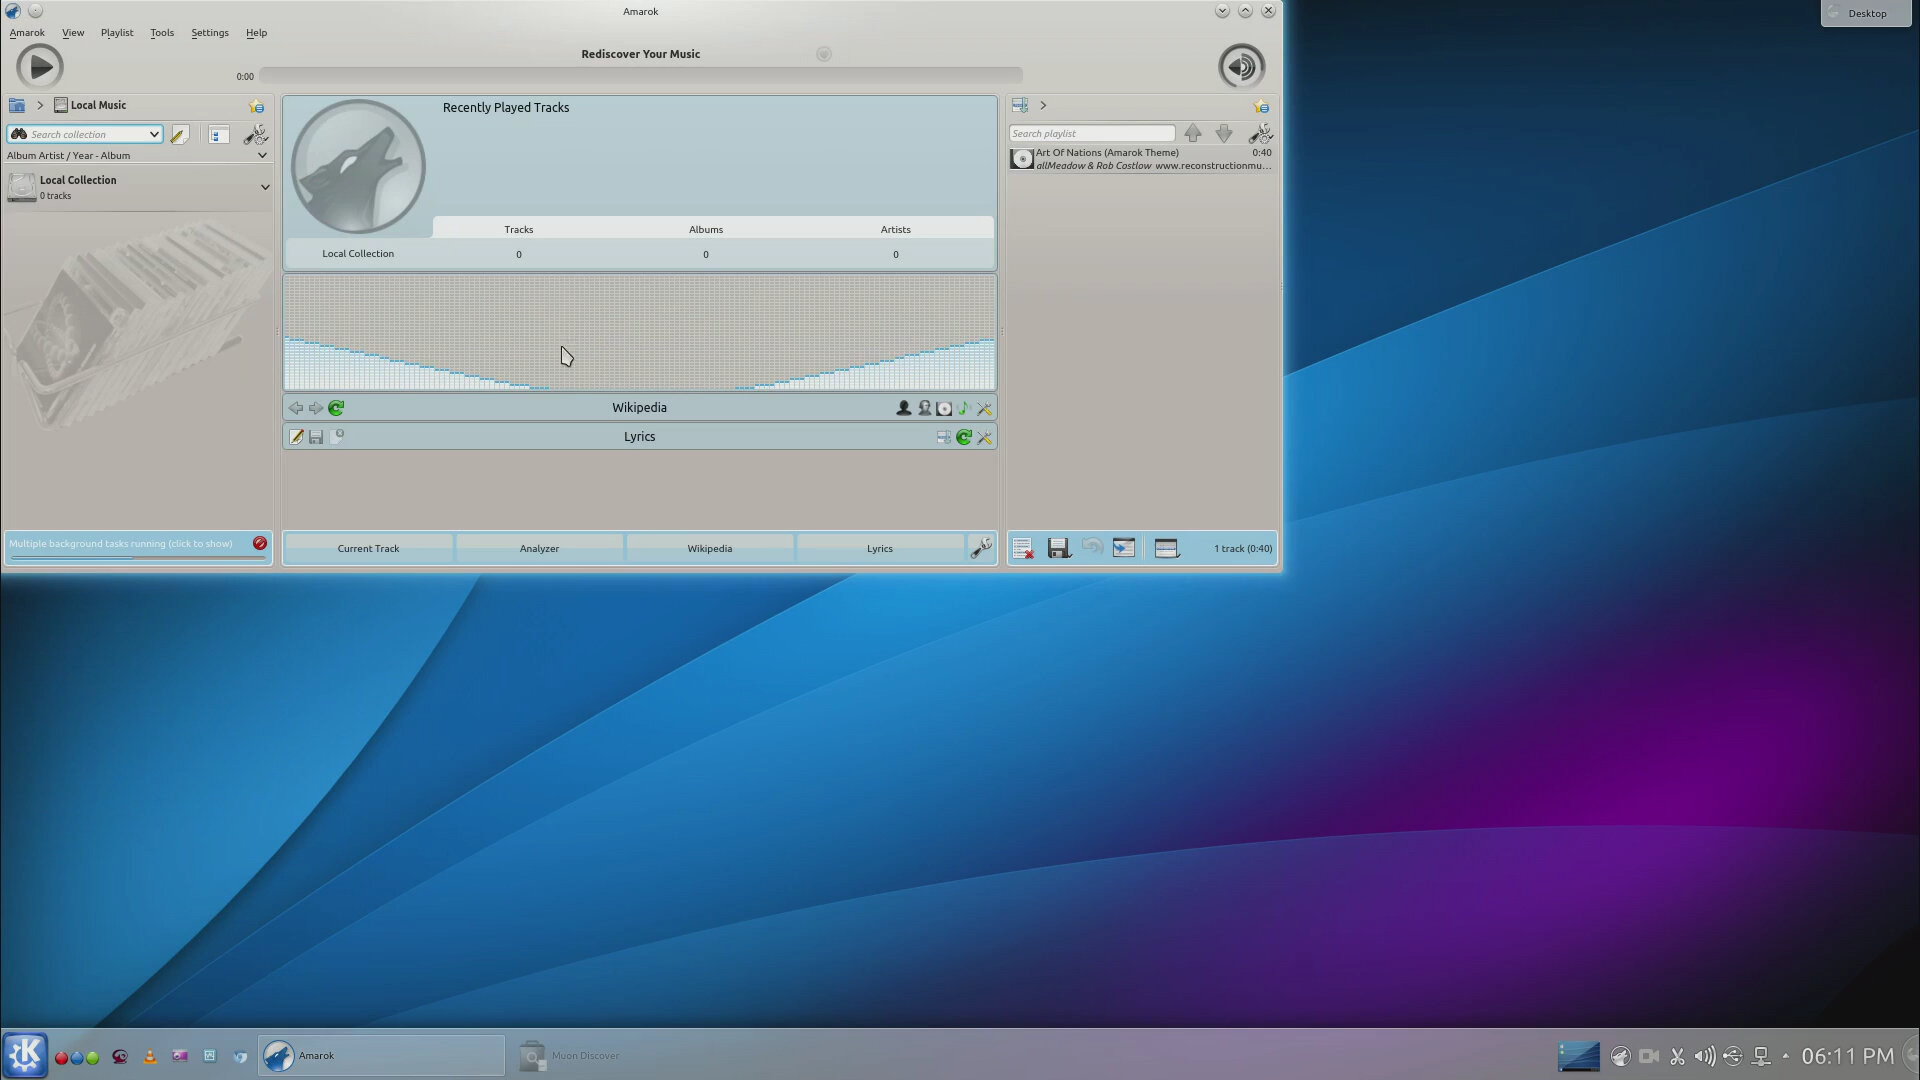 Amarok
Desktop
Amarok View Playlist Tools Settings Help
Rediscover Your Music
0:00
Local Music
Search collection
Album Artist / Year - Album
Local Collection
0 tracks
Recently Played Tracks
Tracks Albums Artists
Local Collection 0 0 0
Wikipedia
Lyrics
Search playlist
Art Of Nations (Amarok Theme) 0:40
allMeadow & Rob Costlow www.reconstructionmu...
Multiple background tasks running (click to show)
Current Track Analyzer Wikipedia Lyrics
1 track (0:40)
Amarok
Muon Discover
06:11 PM